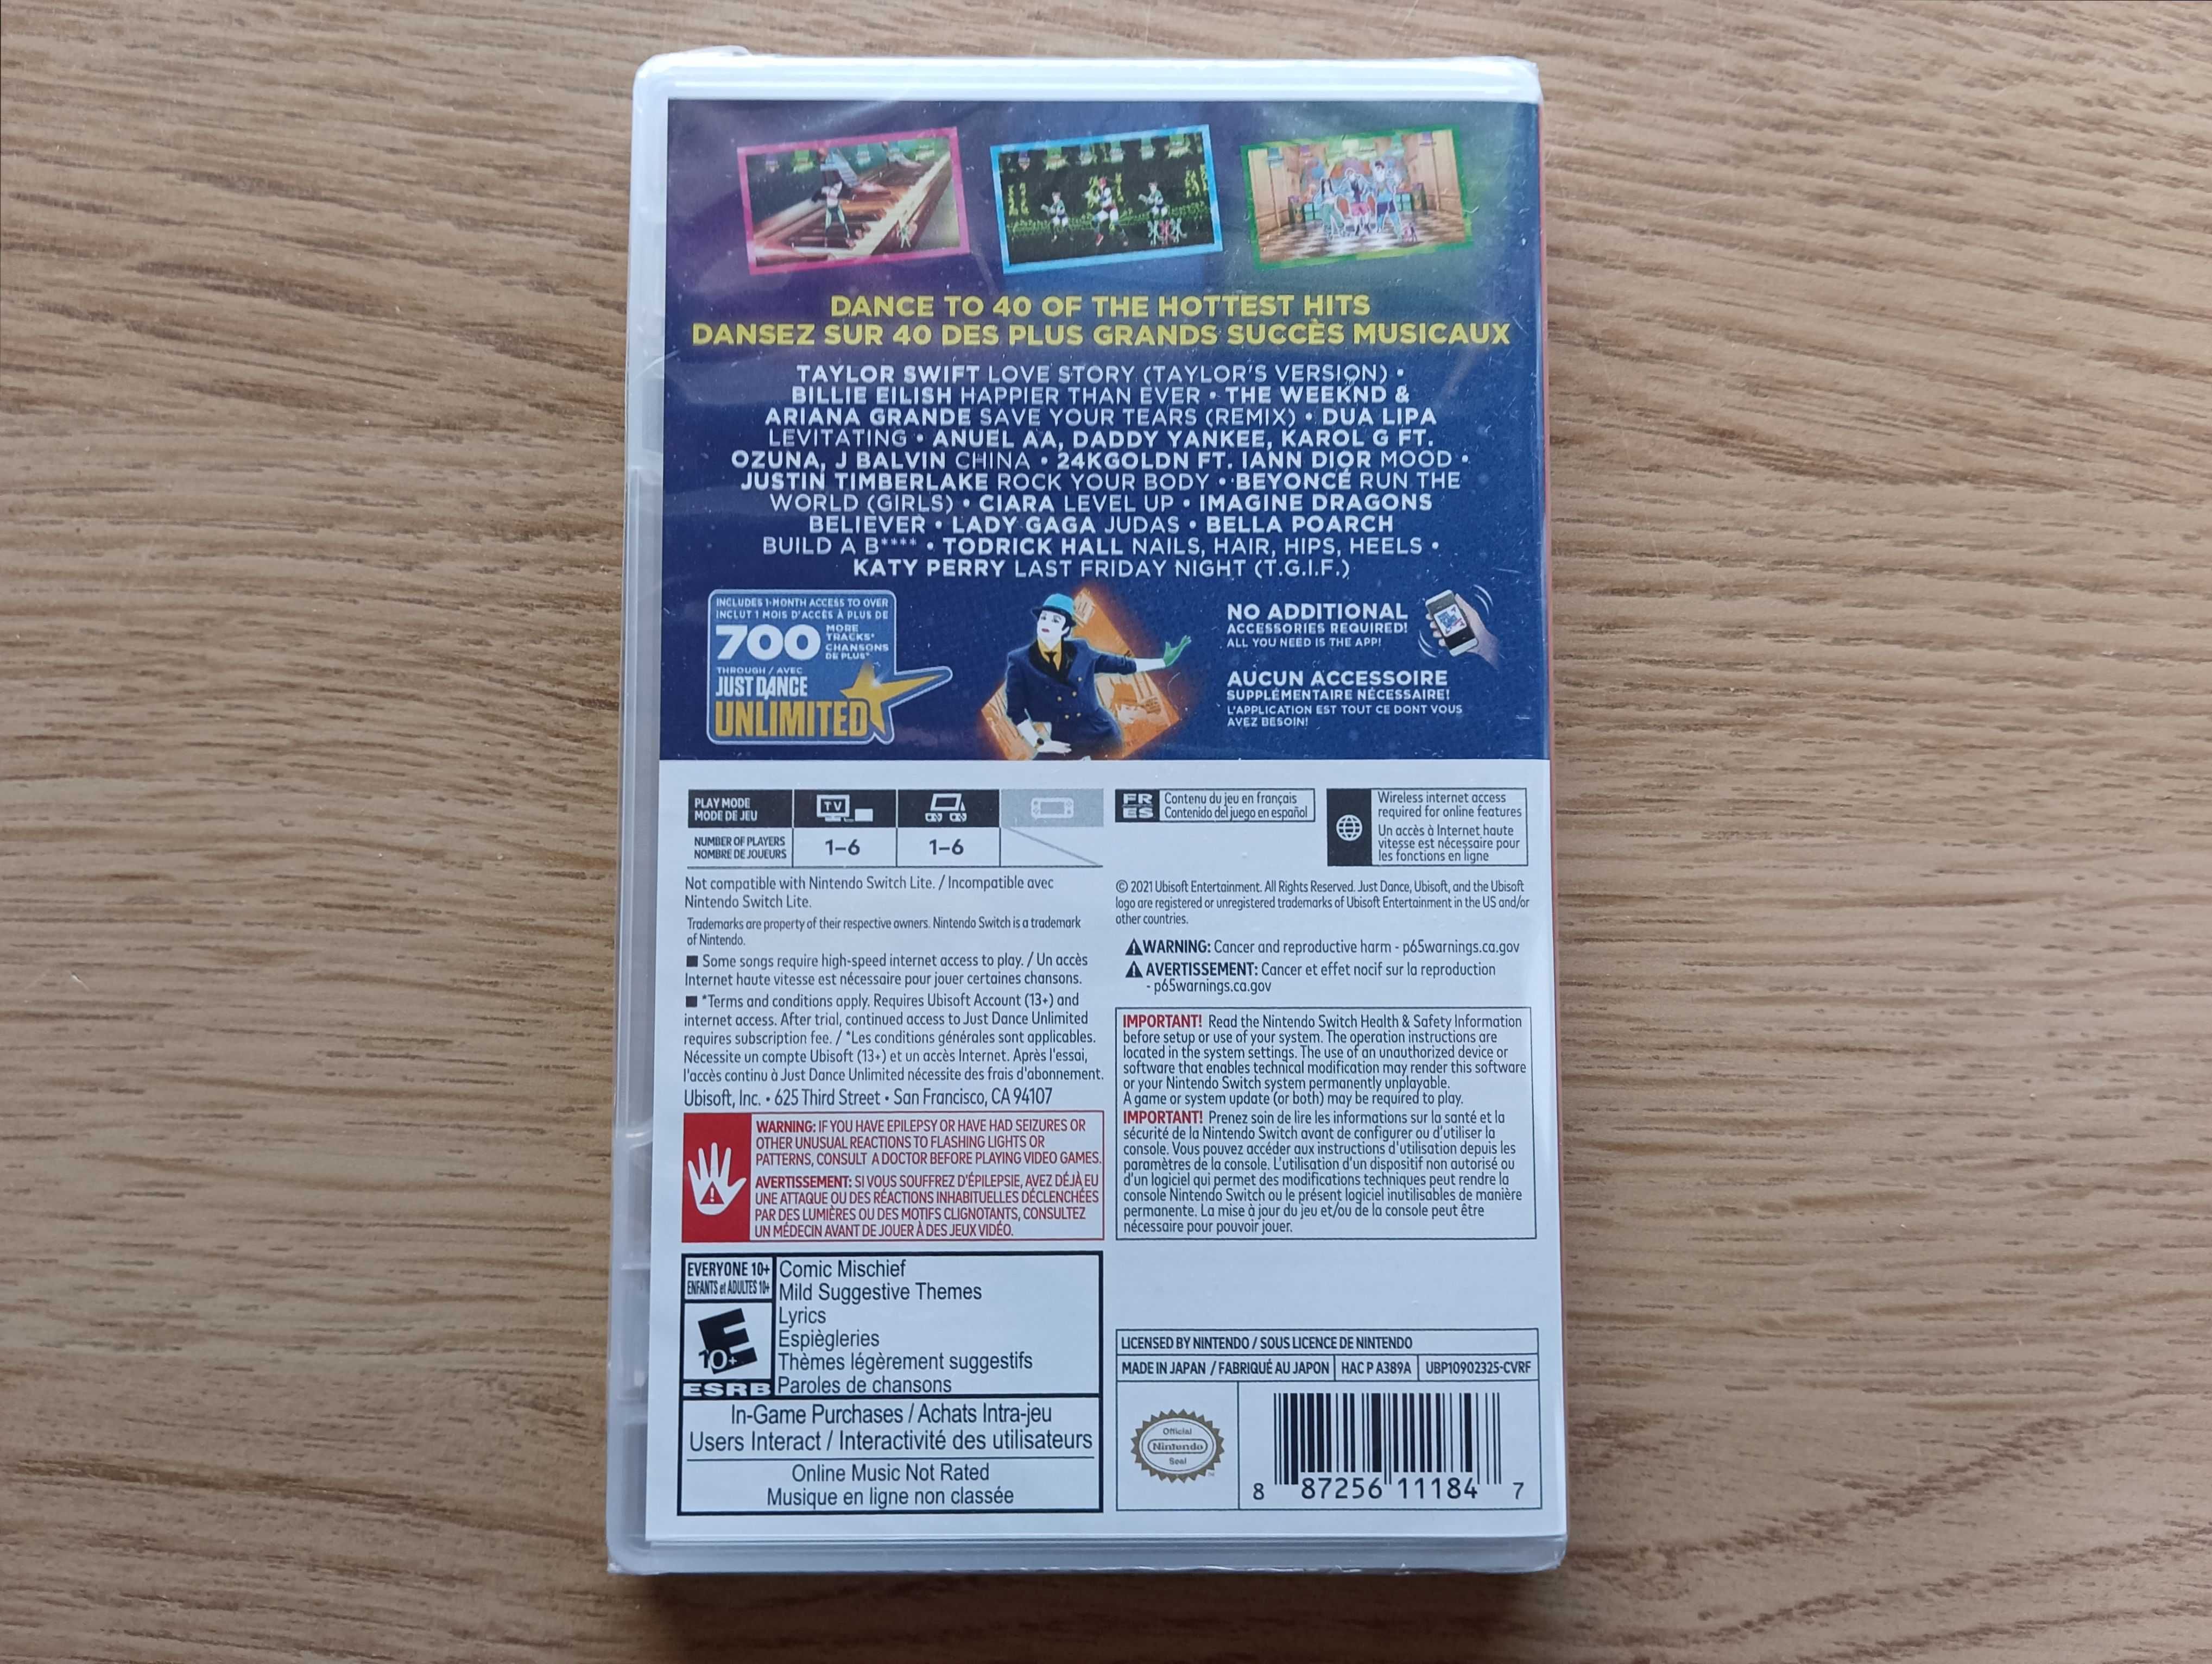 DANCE TO 40 OF THE HOTTEST HITS
DANSEZ SUR 40 DES PLUS GRANDS SUCCÈS MUSICAUX
TAYLOR SWIFT LOVE STORY (TAYLOR'S VERSION) •
BILLIE EILISH HAPPIER THAN EVER • THE WEEKND &
ARIANA GRANDE SAVE YOUR TEARS (REMIX) • DUA LIPA
LEVITATING • ANUEL AA, DADDY YANKEE, KAROL G FT.
OZUNA, J BALVIN CHINA • 24KGOLDN FT. IANN DIOR MOOD •
JUSTIN TIMBERLAKE ROCK YOUR BODY • BEYONCÉ RUN THE
WORLD (GIRLS) • CIARA LEVEL UP • IMAGINE DRAGONS
BELIEVER • LADY GAGA JUDAS • BELLA POARCH
BUILD A B**** • TODRICK HALL NAILS, HAIR, HIPS, HEELS •
KATY PERRY LAST FRIDAY NIGHT (T.G.I.F.)
INCLUDES 1-MONTH ACCESS TO OVER
INCLUT 1 MOIS D'ACCÈS À PLUS DE
700 MORE TRACKS* CHANSONS DE PLUS*
THROUGH / AVEC
JUST DANCE
UNLIMITED
NO ADDITIONAL
ACCESSORIES REQUIRED!
ALL YOU NEED IS THE APP!
AUCUN ACCESSOIRE
SUPPLÉMENTAIRE NÉCESSAIRE!
L'APPLICATION EST TOUT CE DONT VOUS
AVEZ BESOIN!
PLAY MODE
MODE DE JEU
TV
NUMBER OF PLAYERS
NOMBRE DE JOUEURS
1–6
1–6
FR Contenu du jeu en français
ES Contenido del juego en español
Wireless internet access
required for online features
Un accès à Internet haute
vitesse est nécessaire pour
les fonctions en ligne
Not compatible with Nintendo Switch Lite. / Incompatible avec
Nintendo Switch Lite.
Trademarks are property of their respective owners. Nintendo Switch is a trademark
of Nintendo.
■ Some songs require high-speed internet access to play. / Un accès
Internet haute vitesse est nécessaire pour jouer certaines chansons.
■ *Terms and conditions apply. Requires Ubisoft Account (13+) and
internet access. After trial, continued access to Just Dance Unlimited
requires subscription fee. / *Les conditions générales sont applicables.
Nécessite un compte Ubisoft (13+) et un accès Internet. Après l'essai,
l'accès continu à Just Dance Unlimited nécessite des frais d'abonnement.
Ubisoft, Inc. • 625 Third Street • San Francisco, CA 94107
WARNING: IF YOU HAVE EPILEPSY OR HAVE HAD SEIZURES OR
OTHER UNUSUAL REACTIONS TO FLASHING LIGHTS OR
PATTERNS, CONSULT A DOCTOR BEFORE PLAYING VIDEO GAMES.
AVERTISSEMENT: SI VOUS SOUFFREZ D'ÉPILEPSIE, AVEZ DÉJÀ EU
UNE ATTAQUE OU DES RÉACTIONS INHABITUELLES DÉCLENCHÉES
PAR DES LUMIÈRES OU DES MOTIFS CLIGNOTANTS, CONSULTEZ
UN MÉDECIN AVANT DE JOUER À DES JEUX VIDÉO.
© 2021 Ubisoft Entertainment. All Rights Reserved. Just Dance, Ubisoft, and the Ubisoft
logo are registered or unregistered trademarks of Ubisoft Entertainment in the US and/or
other countries.
WARNING: Cancer and reproductive harm - p65warnings.ca.gov
AVERTISSEMENT: Cancer et effet nocif sur la reproduction
- p65warnings.ca.gov
IMPORTANT! Read the Nintendo Switch Health & Safety Information
before setup or use of your system. The operation instructions are
located in the system settings. The use of an unauthorized device or
software that enables technical modification may render this software
or your Nintendo Switch system permanently unplayable.
A game or system update (or both) may be required to play.
IMPORTANT! Prenez soin de lire les informations sur la santé et la
sécurité de la Nintendo Switch avant de configurer ou d'utiliser la
console. Vous pouvez accéder aux instructions d'utilisation depuis les
paramètres de la console. L'utilisation d'un dispositif non autorisé ou
d'un logiciel qui permet des modifications techniques peut rendre la
console Nintendo Switch ou le présent logiciel inutilisables de manière
permanente. La mise à jour du jeu et/ou de la console peut être
nécessaire pour pouvoir jouer.
EVERYONE 10+
ENFANTS et ADULTES 10+
E
10+
ESRB
Comic Mischief
Mild Suggestive Themes
Lyrics
Espiègleries
Thèmes légèrement suggestifs
Paroles de chansons
In-Game Purchases / Achats Intra-jeu
Users Interact / Interactivité des utilisateurs
Online Music Not Rated
Musique en ligne non classée
LICENSED BY NINTENDO / SOUS LICENCE DE NINTENDO
MADE IN JAPAN / FABRIQUÉ AU JAPON HAC P A389A UBP10902325-CVRF
Official
Nintendo
Seal
8 87256 11184 7